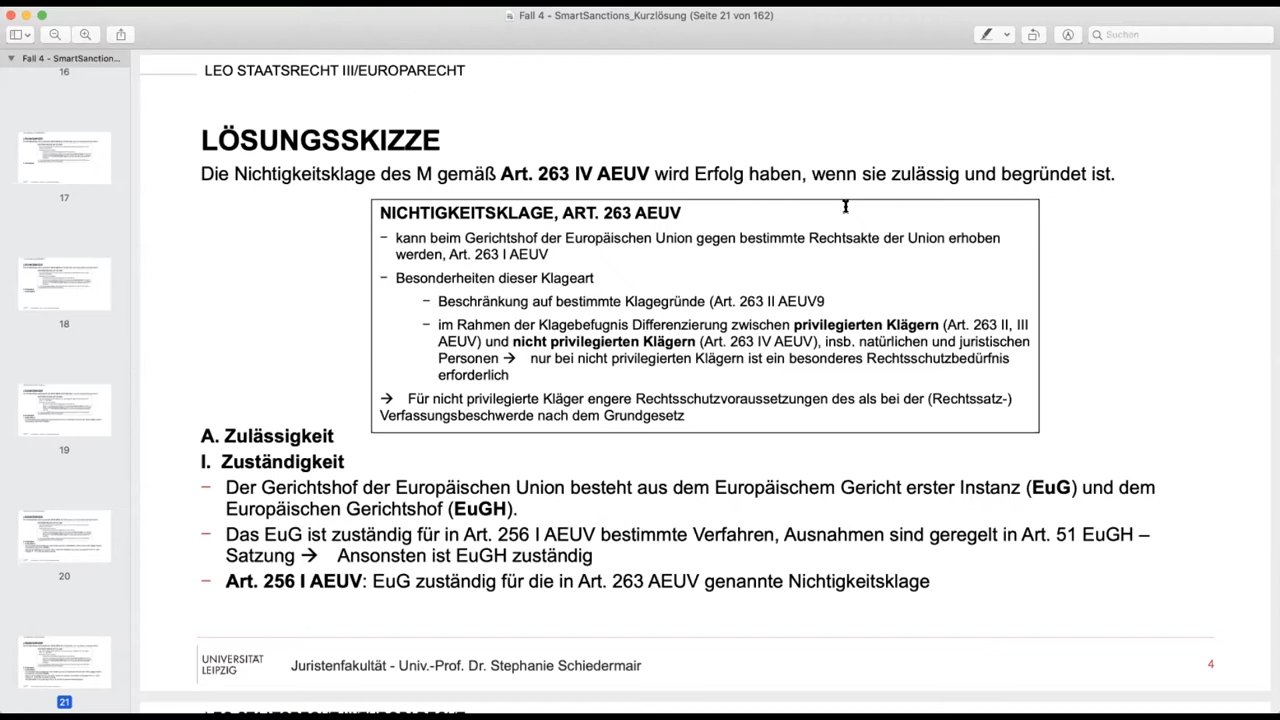 Fall 4 - SmartSanctions_Kurzlösung (Seite 21 von 162)
Suchen
Fall 4 - SmartSanction...
16
17
18
19
20
21
LEO STAATSRECHT III/EUROPARECHT
LÖSUNGSSKIZZE
Die Nichtigkeitsklage des M gemäß Art. 263 IV AEUV wird Erfolg haben, wenn sie zulässig und begründet ist.
NICHTIGKEITSKLAGE, ART. 263 AEUV
– kann beim Gerichtshof der Europäischen Union gegen bestimmte Rechtsakte der Union erhoben
werden, Art. 263 I AEUV
– Besonderheiten dieser Klageart
– Beschränkung auf bestimmte Klagegründe (Art. 263 II AEUV9
– im Rahmen der Klagebefugnis Differenzierung zwischen privilegierten Klägern (Art. 263 II, III
AEUV) und nicht privilegierten Klägern (Art. 263 IV AEUV), insb. natürlichen und juristischen
Personen → nur bei nicht privilegierten Klägern ist ein besonderes Rechtsschutzbedürfnis
erforderlich
→ Für nicht privilegierte Kläger engere Rechtsschutzvoraussetzungen des als bei der (Rechtssatz-)
Verfassungsbeschwerde nach dem Grundgesetz
A. Zulässigkeit
I. Zuständigkeit
– Der Gerichtshof der Europäischen Union besteht aus dem Europäischem Gericht erster Instanz (EuG) und dem
Europäischen Gerichtshof (EuGH).
– Das EuG ist zuständig für in Art. 256 I AEUV bestimmte Verfahren, Ausnahmen sind geregelt in Art. 51 EuGH –
Satzung → Ansonsten ist EuGH zuständig
– Art. 256 I AEUV: EuG zuständig für die in Art. 263 AEUV genannte Nichtigkeitsklage
UNIVERSITÄT
LEIPZIG
Juristenfakultät - Univ.-Prof. Dr. Stephanie Schiedermair
4